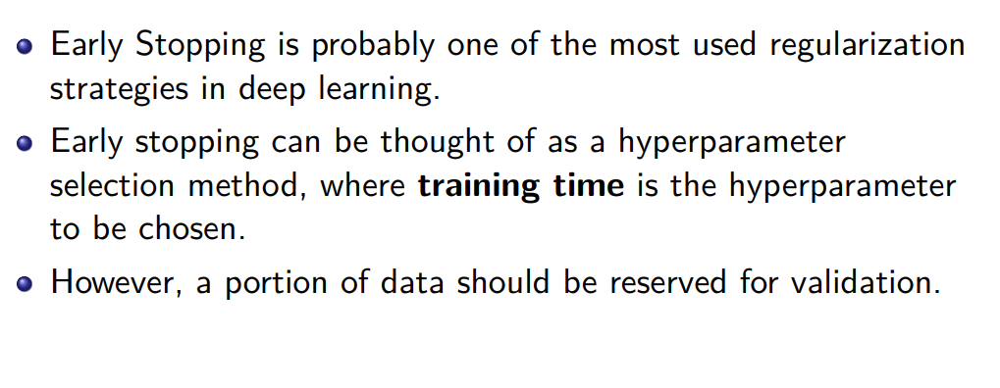 Early Stopping is probably one of the most used regularization
strategies in deep learning.
Early stopping can be thought of as a hyperparameter
selection method, where training time is the hyperparameter
to be chosen.
However, a portion of data should be reserved for validation.